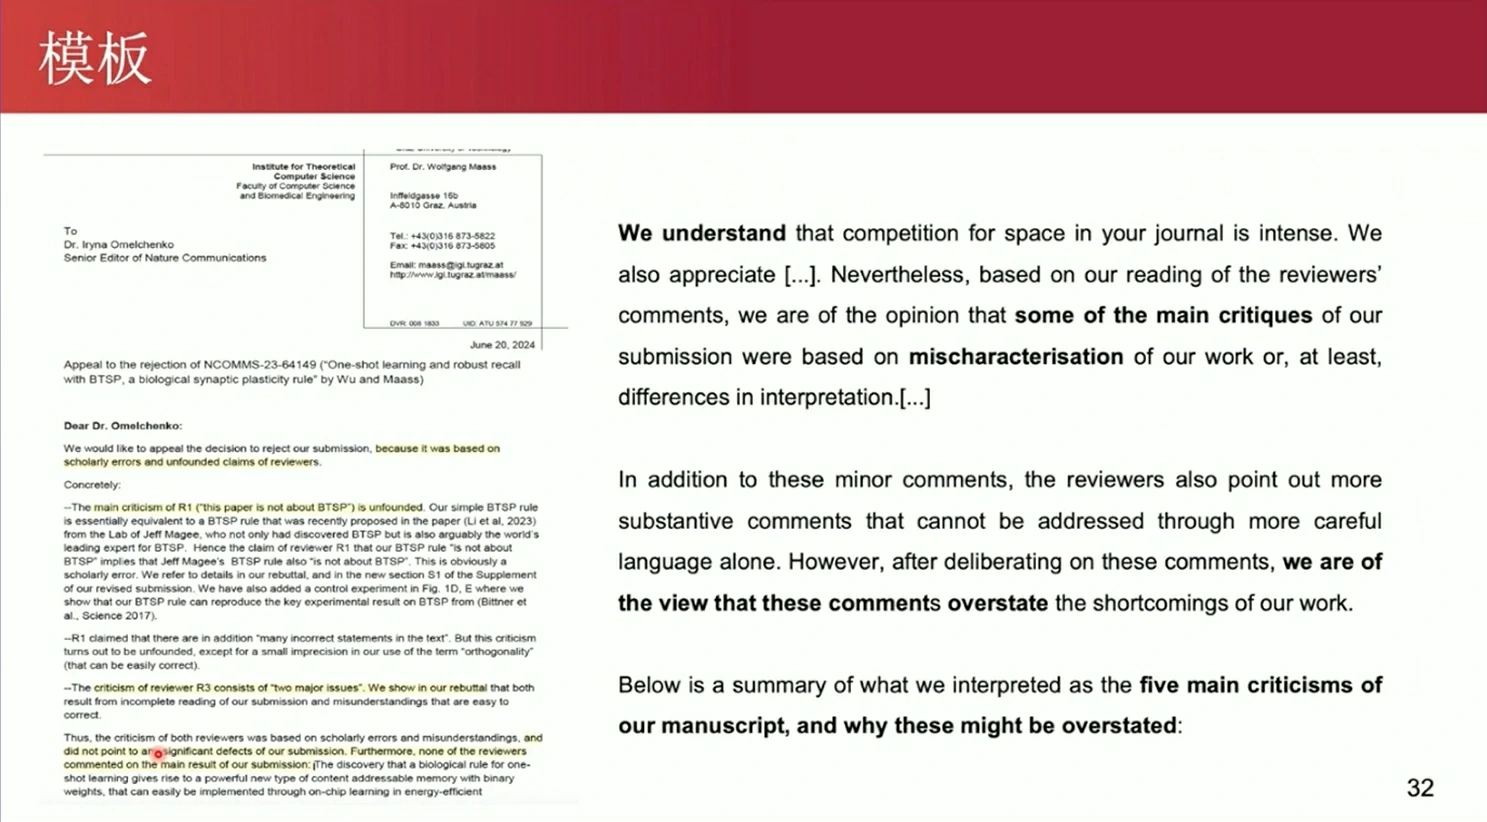 模板
Institute for Theoretical
Computer Science
Faculty of Computer Science
and Biomedical Engineering
Prof. Dr. Wolfgang Maass
Inffeldgasse 16b
A-8010 Graz, Austria
Tel.: +43(0)316 873-5822
Fax: +43(0)316 873-5805
Email: maass@igi.tugraz.at
http://www.igi.tugraz.at/maass/
DVR: 008 1833 UID: ATU 574 77 929
To
Dr. Iryna Omelchenko
Senior Editor of Nature Communications
June 20, 2024
Appeal to the rejection of NCOMMS-23-64149 ("One-shot learning and robust recall
with BTSP, a biological synaptic plasticity rule" by Wu and Maass)
Dear Dr. Omelchenko:
We would like to appeal the decision to reject our submission, because it was based on
scholarly errors and unfounded claims of reviewers.
Concretely:
--The main criticism of R1 ("this paper is not about BTSP") is unfounded. Our simple BTSP rule
is essentially equivalent to a BTSP rule that was recently proposed in the paper (Li et al, 2023)
from the Lab of Jeff Magee, who not only had discovered BTSP but is also arguably the world's
leading expert for BTSP. Hence the claim of reviewer R1 that our BTSP rule "is not about
BTSP" implies that Jeff Magee's BTSP rule also "is not about BTSP". This is obviously a
scholarly error. We refer to details in our rebuttal, and in the new section S1 of the Supplement
of our revised submission. We have also added a control experiment in Fig. 1D, E where we
show that our BTSP rule can reproduce the key experimental result on BTSP from (Bittner et
al., Science 2017).
--R1 claimed that there are in addition "many incorrect statements in the text". But this criticism
turns out to be unfounded, except for a small imprecision in our use of the term "orthogonality"
(that can be easily correct).
--The criticism of reviewer R3 consists of "two major issues". We show in our rebuttal that both
result from incomplete reading of our submission and misunderstandings that are easy to
correct.
Thus, the criticism of both reviewers was based on scholarly errors and misunderstandings, and
did not point to any significant defects of our submission. Furthermore, none of the reviewers
commented on the main result of our submission: The discovery that a biological rule for one-
shot learning gives rise to a powerful new type of content addressable memory with binary
weights, that can easily be implemented through on-chip learning in energy-efficient
We understand that competition for space in your journal is intense. We
also appreciate [...]. Nevertheless, based on our reading of the reviewers'
comments, we are of the opinion that some of the main critiques of our
submission were based on mischaracterisation of our work or, at least,
differences in interpretation.[...]
In addition to these minor comments, the reviewers also point out more
substantive comments that cannot be addressed through more careful
language alone. However, after deliberating on these comments, we are of
the view that these comments overstate the shortcomings of our work.
Below is a summary of what we interpreted as the five main criticisms of
our manuscript, and why these might be overstated:
32